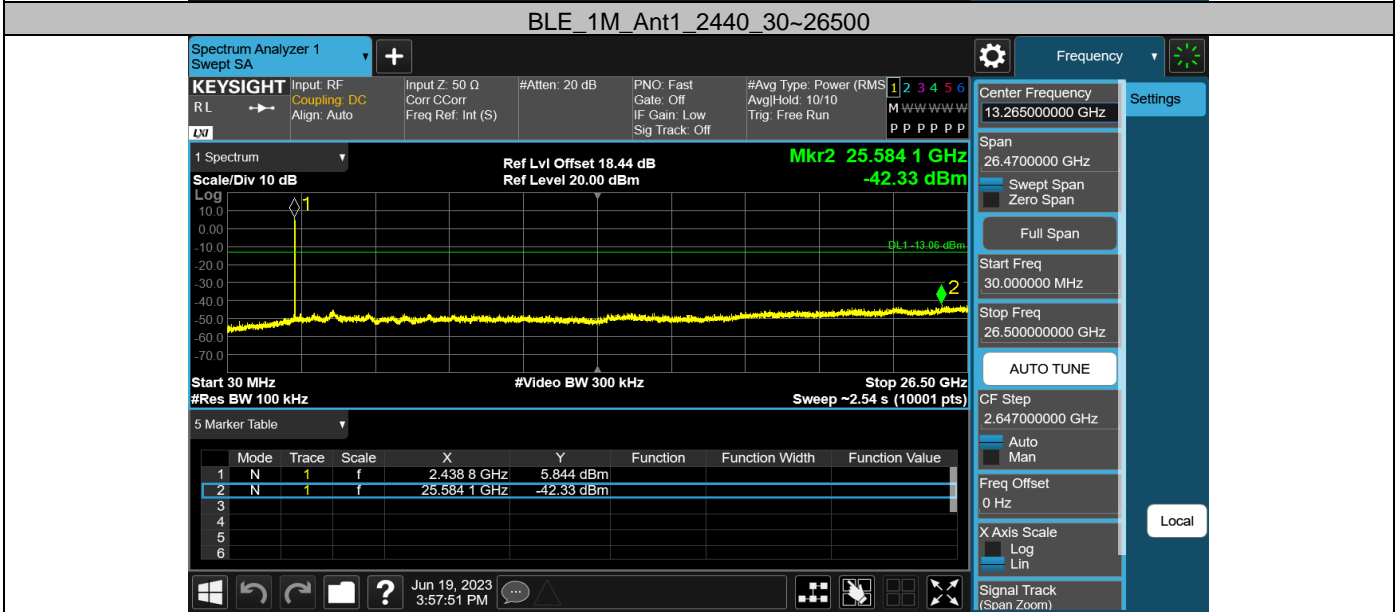 BLE_1M_Ant1_2440_30~26500
Spectrum Analyzer 1
Swept SA
+
Frequency
KEYSIGHT
R L
LXI
Input: RF
Coupling: DC
Align: Auto
Input Z: 50 Ω
Corr CCorr
Freq Ref: Int (S)
#Atten: 20 dB
PNO: Fast
Gate: Off
IF Gain: Low
Sig Track: Off
#Avg Type: Power (RMS
Avg|Hold: 10/10
Trig: Free Run
1 2 3 4 5 6
M W W W W W
P P P P P P
1 Spectrum
Scale/Div 10 dB
Ref Lvl Offset 18.44 dB
Ref Level 20.00 dBm
Mkr2 25.584 1 GHz
-42.33 dBm
Log
10.0
0.00
-10.0
-20.0
-30.0
-40.0
-50.0
-60.0
-70.0
1
DL1 -13.06 dBm
2
Start 30 MHz
#Video BW 300 kHz
Stop 26.50 GHz
#Res BW 100 kHz
Sweep ~2.54 s (10001 pts)
5 Marker Table
Mode Trace Scale X Y Function Function Width Function Value
1 N 1 f 2.438 8 GHz 5.844 dBm
2 N 1 f 25.584 1 GHz -42.33 dBm
3
4
5
6
Center Frequency
13.265000000 GHz
Settings
Span
26.4700000 GHz
Swept Span
Zero Span
Full Span
Start Freq
30.000000 MHz
Stop Freq
26.500000000 GHz
AUTO TUNE
CF Step
2.647000000 GHz
Auto
Man
Freq Offset
0 Hz
X Axis Scale
Log
Lin
Signal Track
(Span Zoom)
Local
?
Jun 19, 2023
3:57:51 PM